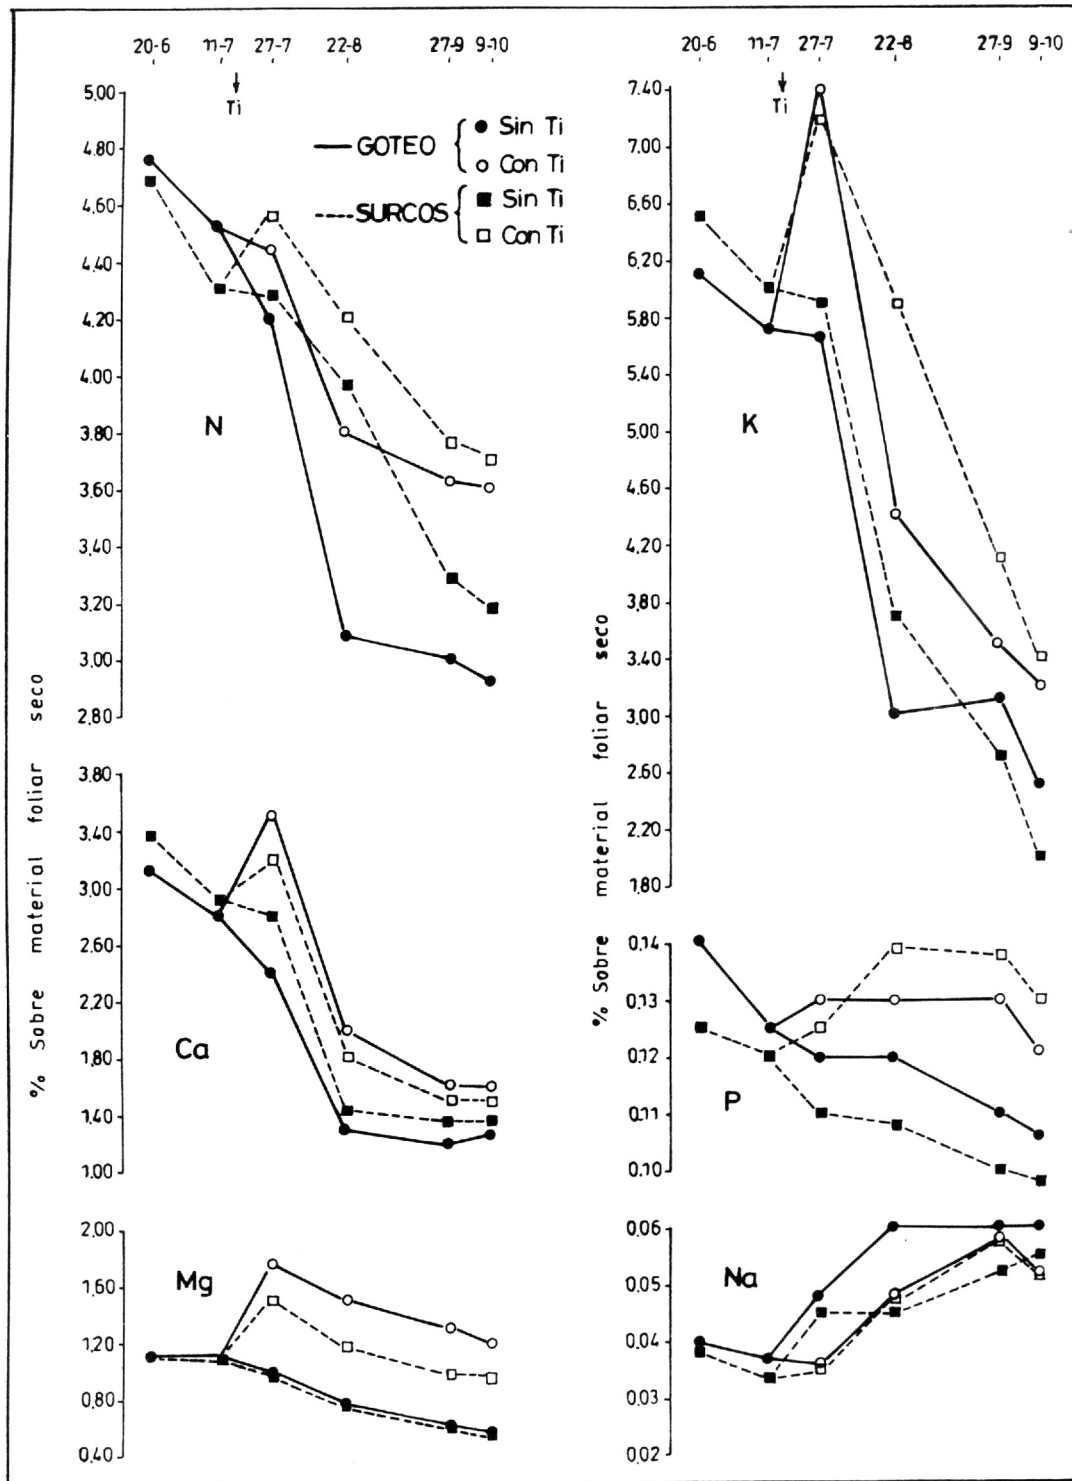 20-6 11-7 27-7 22-8 27-9 9-10
Ti
5.00
4.80
4.60
4.40
4.20
4.00
3.80
3.60
3.40
3.20
3.00
2.80
GOTEO
Sin Ti
Con Ti
SURCOS
Sin Ti
Con Ti
N
3.80
3.40
3.00
2.60
2.20
1.80
1.40
1.00
Ca
2.00
1.60
1.20
0.80
0.40
Mg
% Sobre material foliar seco
20-6 11-7 27-7 22-8 27-9 9-10
Ti
7.40
7.00
6.60
6.20
5.80
5.40
5.00
4.60
4.20
3.80
3.40
3.00
2.60
2.20
1.80
K
0.14
0.13
0.12
0.11
0.10
P
0.06
0.05
0.04
0.03
0.02
Na
% Sobre material foliar seco